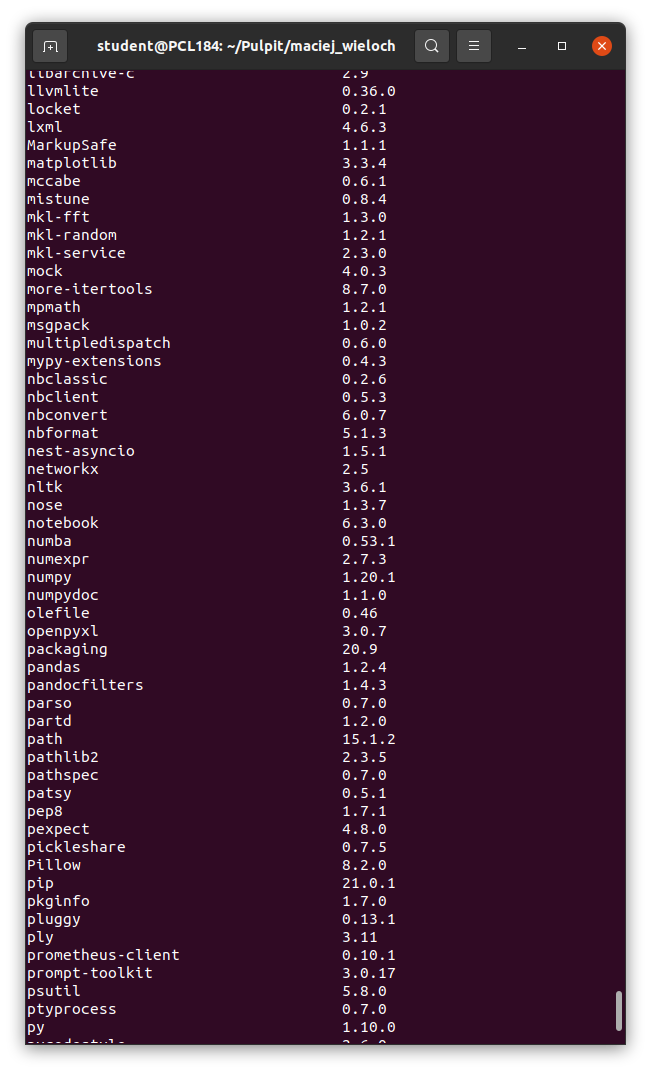 student@PCL184: ~/Pulpit/maciej_wieloch
libarchive-c 2.9
llvmlite 0.36.0
locket 0.2.1
lxml 4.6.3
MarkupSafe 1.1.1
matplotlib 3.3.4
mccabe 0.6.1
mistune 0.8.4
mkl-fft 1.3.0
mkl-random 1.2.1
mkl-service 2.3.0
mock 4.0.3
more-itertools 8.7.0
mpmath 1.2.1
msgpack 1.0.2
multipledispatch 0.6.0
mypy-extensions 0.4.3
nbclassic 0.2.6
nbclient 0.5.3
nbconvert 6.0.7
nbformat 5.1.3
nest-asyncio 1.5.1
networkx 2.5
nltk 3.6.1
nose 1.3.7
notebook 6.3.0
numba 0.53.1
numexpr 2.7.3
numpy 1.20.1
numpydoc 1.1.0
olefile 0.46
openpyxl 3.0.7
packaging 20.9
pandas 1.2.4
pandocfilters 1.4.3
parso 0.7.0
partd 1.2.0
path 15.1.2
pathlib2 2.3.5
pathspec 0.7.0
patsy 0.5.1
pep8 1.7.1
pexpect 4.8.0
pickleshare 0.7.5
Pillow 8.2.0
pip 21.0.1
pkginfo 1.7.0
pluggy 0.13.1
ply 3.11
prometheus-client 0.10.1
prompt-toolkit 3.0.17
psutil 5.8.0
ptyprocess 0.7.0
py 1.10.0
pycodestyle 2.6.0